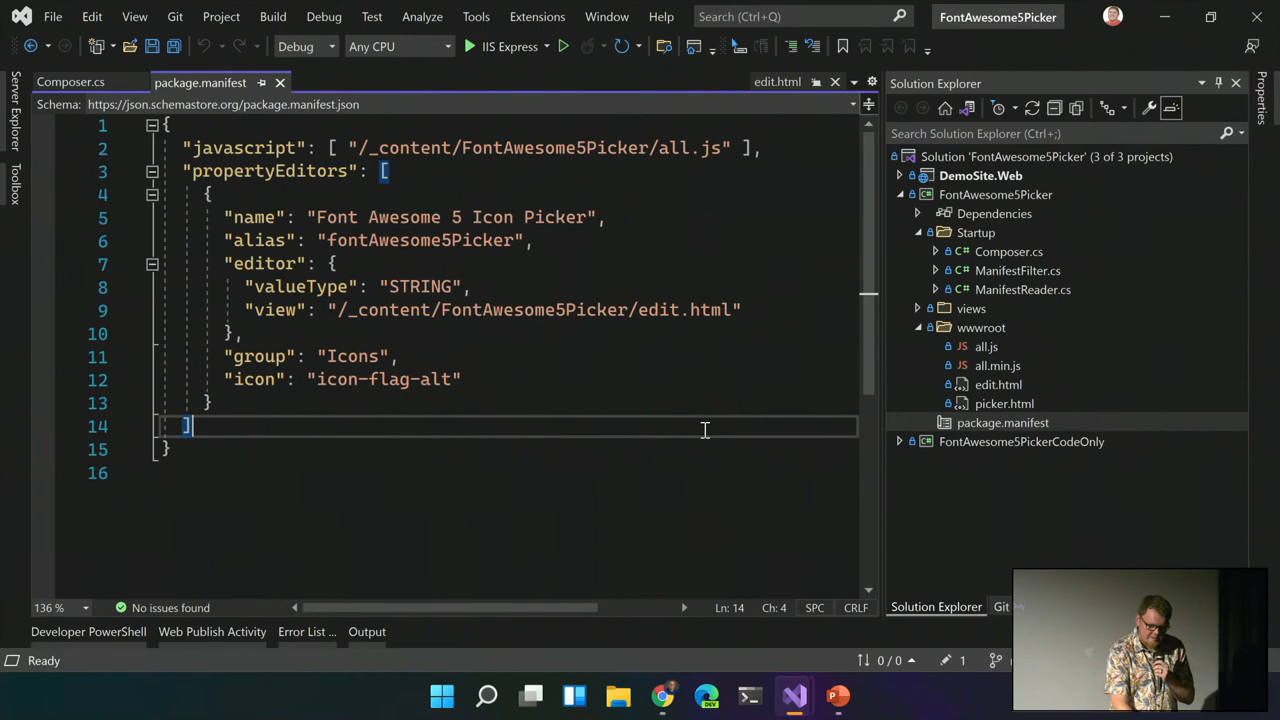 File Edit View Git Project Build Debug Test Analyze Tools Extensions Window Help Search (Ctrl+Q) FontAwesome5Picker
Debug Any CPU IIS Express
Composer.cs package.manifest edit.html
Schema: https://json.schemastore.org/package.manifest.json
1 {
2 "javascript": [ "/_content/FontAwesome5Picker/all.js" ],
3 "propertyEditors": [
4 {
5 "name": "Font Awesome 5 Icon Picker",
6 "alias": "fontAwesome5Picker",
7 "editor": {
8 "valueType": "STRING",
9 "view": "/_content/FontAwesome5Picker/edit.html"
10 },
11 "group": "Icons",
12 "icon": "icon-flag-alt"
13 }
14 ]
15 }
16
136 % No issues found Ln: 14 Ch: 4 SPC CRLF
Server Explorer
Toolbox
Solution Explorer
Search Solution Explorer (Ctrl+;)
Solution 'FontAwesome5Picker' (3 of 3 projects)
DemoSite.Web
FontAwesome5Picker
Dependencies
Startup
C# Composer.cs
C# ManifestFilter.cs
C# ManifestReader.cs
views
wwwroot
JS all.js
JS all.min.js
edit.html
picker.html
package.manifest
C# FontAwesome5PickerCodeOnly
Solution Explorer Git
Properties
Developer PowerShell Web Publish Activity Error List ... Output
Ready 0 / 0 1
DEV